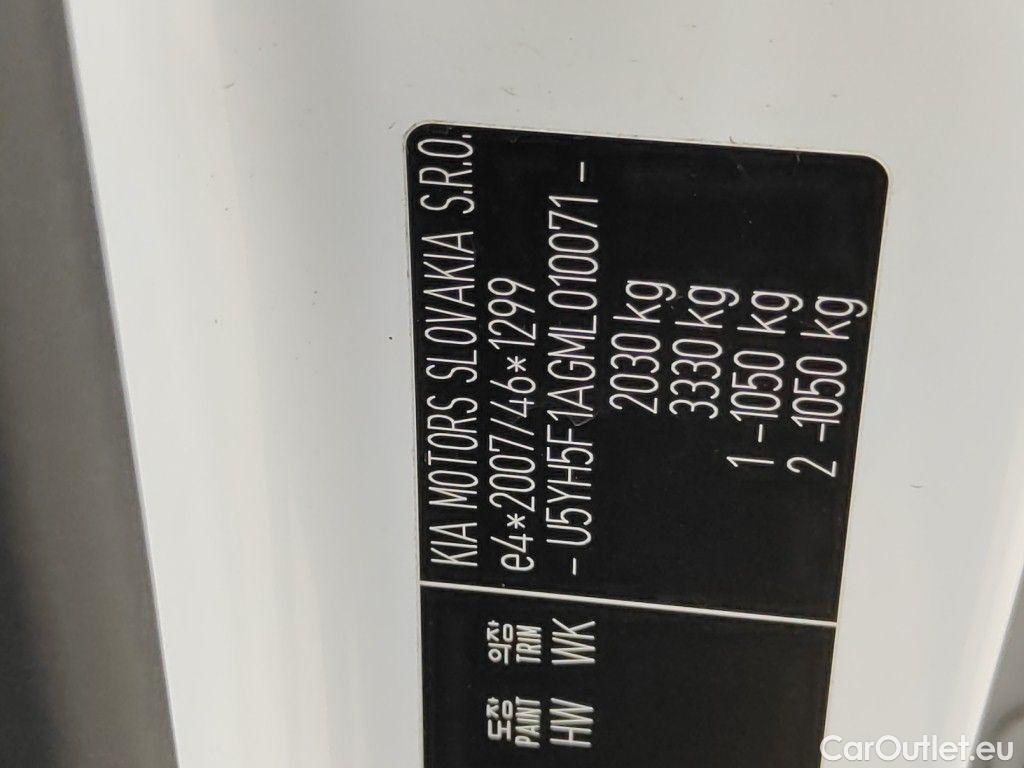 KIA MOTORS SLOVAKIA S.R.O.
e4*2007/46*1299
- U5YH5F1AGML010071 -
2030 kg
3330 kg
1 -1050 kg
2 -1050 kg
도장 의장
PAINT TRIM
HW WK
CarOutlet.eu